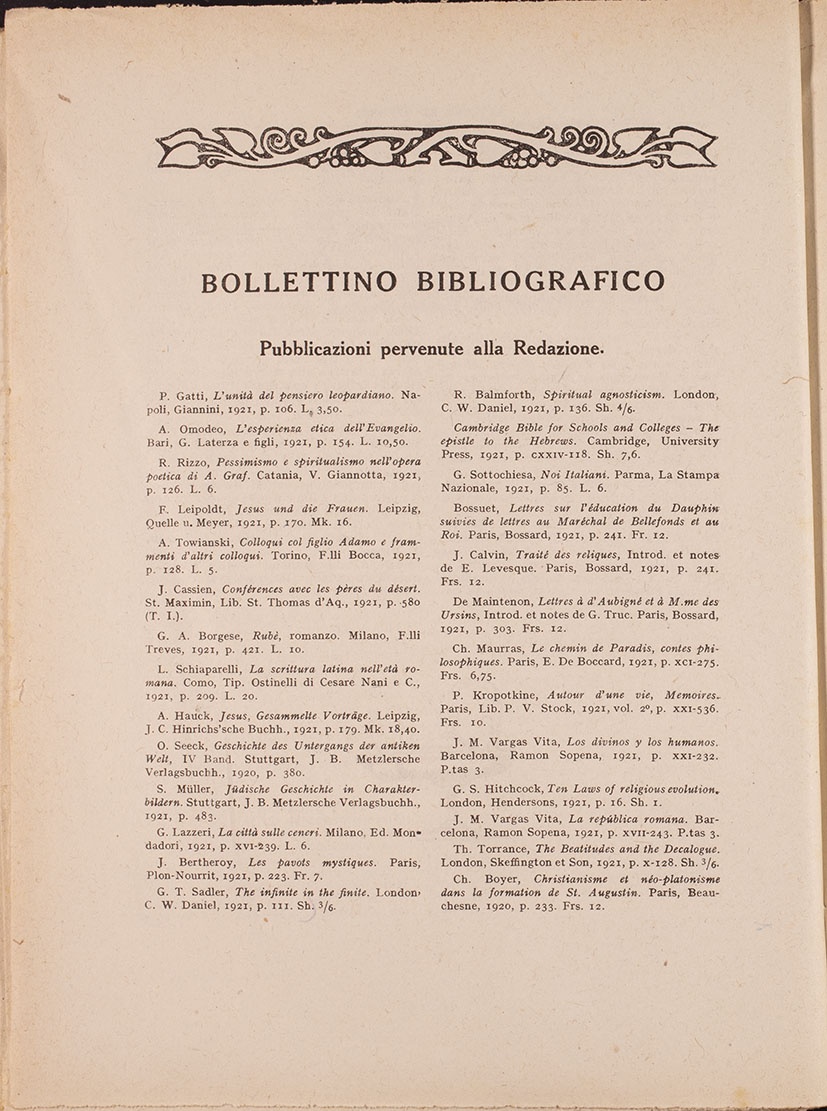 BOLLETTINO BIBLIOGRAFICO
Pubblicazioni pervenute alla Redazione.
P. Gatti, L'unità del pensiero leopardiano. Na-
poli, Giannini, 1921, p. 106. L. 3,50.
A. Omodeo, L'esperienza etica dell'Evangelio.
Bari, G. Laterza e figli, 1921, p. 154. L. 10,50.
R. Rizzo, Pessimismo e spiritualismo nell'opera
poetica di A. Graf. Catania, V. Giannotta, 1921,
p. 126. L. 6.
F. Leipoldt, Jesus und die Frauen. Leipzig,
Quelle u. Meyer, 1921, p. 170. Mk. 16.
A. Towianski, Colloqui col figlio Adamo e fram-
menti d'altri colloqui. Torino, F.lli Bocca, 1921,
p. 128. L. 5.
J. Cassien, Conférences avec les pères du désert.
St. Maximin, Lib. St. Thomas d'Aq., 1921, p. 580
(T. I.).
G. A. Borgese, Rubè, romanzo. Milano, F.lli
Treves, 1921, p. 421. L. 10.
L. Schiaparelli, La scrittura latina nell'età ro-
mana. Como, Tip. Ostinelli di Cesare Nani e C.,
1921, p. 209. L. 20.
A. Hauck, Jesus, Gesammelte Vorträge. Leipzig,
J. C. Hinrichs'sche Buchh., 1921, p. 179. Mk. 18,40.
O. Seeck, Geschichte des Untergangs der antiken
Welt, IV Band. Stuttgart, J. B. Metzlersche
Verlagsbuchh., 1920, p. 380.
S. Müller, Jüdische Geschichte in Charakter-
bildern. Stuttgart, J. B. Metzlersche Verlagsbuchh.,
1921, p. 483.
G. Lazzeri, La città sulle ceneri. Milano, Ed. Mon-
dadori, 1921, p. XVI-239. L. 6.
J. Bertheroy, Les pavots mystiques. Paris,
Plon-Nourrit, 1921, p. 223. Fr. 7.
G. T. Sadler, The infinite in the finite. London,
C. W. Daniel, 1921, p. 111. Sh. 3/6.
R. Balmforth, Spiritual agnosticism. London,
C. W. Daniel, 1921, p. 136. Sh. 4/6.
Cambridge Bible for Schools and Colleges – The
epistle to the Hebrews. Cambridge, University
Press, 1921, p. CXXIV-118. Sh. 7,6.
G. Sottochiesa, Noi Italiani. Parma, La Stampa
Nazionale, 1921, p. 85. L. 6.
Bossuet, Lettres sur l'éducation du Dauphin
suivies de lettres au Maréchal de Bellefonds et au
Roi. Paris, Bossard, 1921, p. 241. Fr. 12.
J. Calvin, Traité des reliques, Introd. et notes
de E. Levesque. Paris, Bossard, 1921, p. 241.
Frs. 12.
De Maintenon, Lettres à d'Aubigné et à M.me des
Ursins, Introd. et notes de G. Truc. Paris, Bossard,
1921, p. 303. Frs. 12.
Ch. Maurras, Le chemin de Paradis, contes phi-
losophiques. Paris, E. De Boccard, 1921, p. XCI-275.
Frs. 6,75.
P. Kropotkine, Autour d'une vie, Memoires.
Paris, Lib. P. V. Stock, 1921, vol. 2º, p. XXI-536.
Frs. 10.
J. M. Vargas Vita, Los divinos y los humanos.
Barcelona, Ramon Sopena, 1921, p. XXI-232.
P.tas 3.
G. S. Hitchcock, Ten Laws of religious evolution.
London, Hendersons, 1921, p. 16. Sh. 1.
J. M. Vargas Vita, La república romana. Bar-
celona, Ramon Sopena, 1921, p. XVII-243. P.tas 3.
Th. Torrance, The Beatitudes and the Decalogue.
London, Skeffington et Son, 1921, p. X-128. Sh. 3/6.
Ch. Boyer, Christianisme et néo-platonisme
dans la formation de St. Augustin. Paris, Beau-
chesne, 1920, p. 233. Frs. 12.